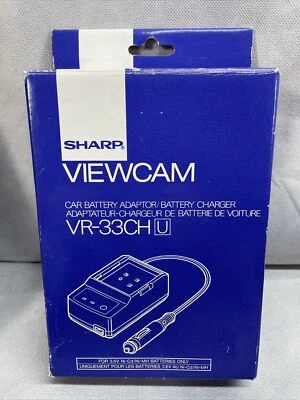 SHARP
VIEWCAM
CAR BATTERY ADAPTOR/BATTERY CHARGER
ADAPTATEUR-CHARGEUR DE BATTERIE DE VOITURE
VR-33CH U
FOR 3.6V Ni-Cd/Ni-MH BATTERIES ONLY
UNIQUEMENT POUR LES BATTERIES 3.6V AU Ni-Cd/Ni-MH